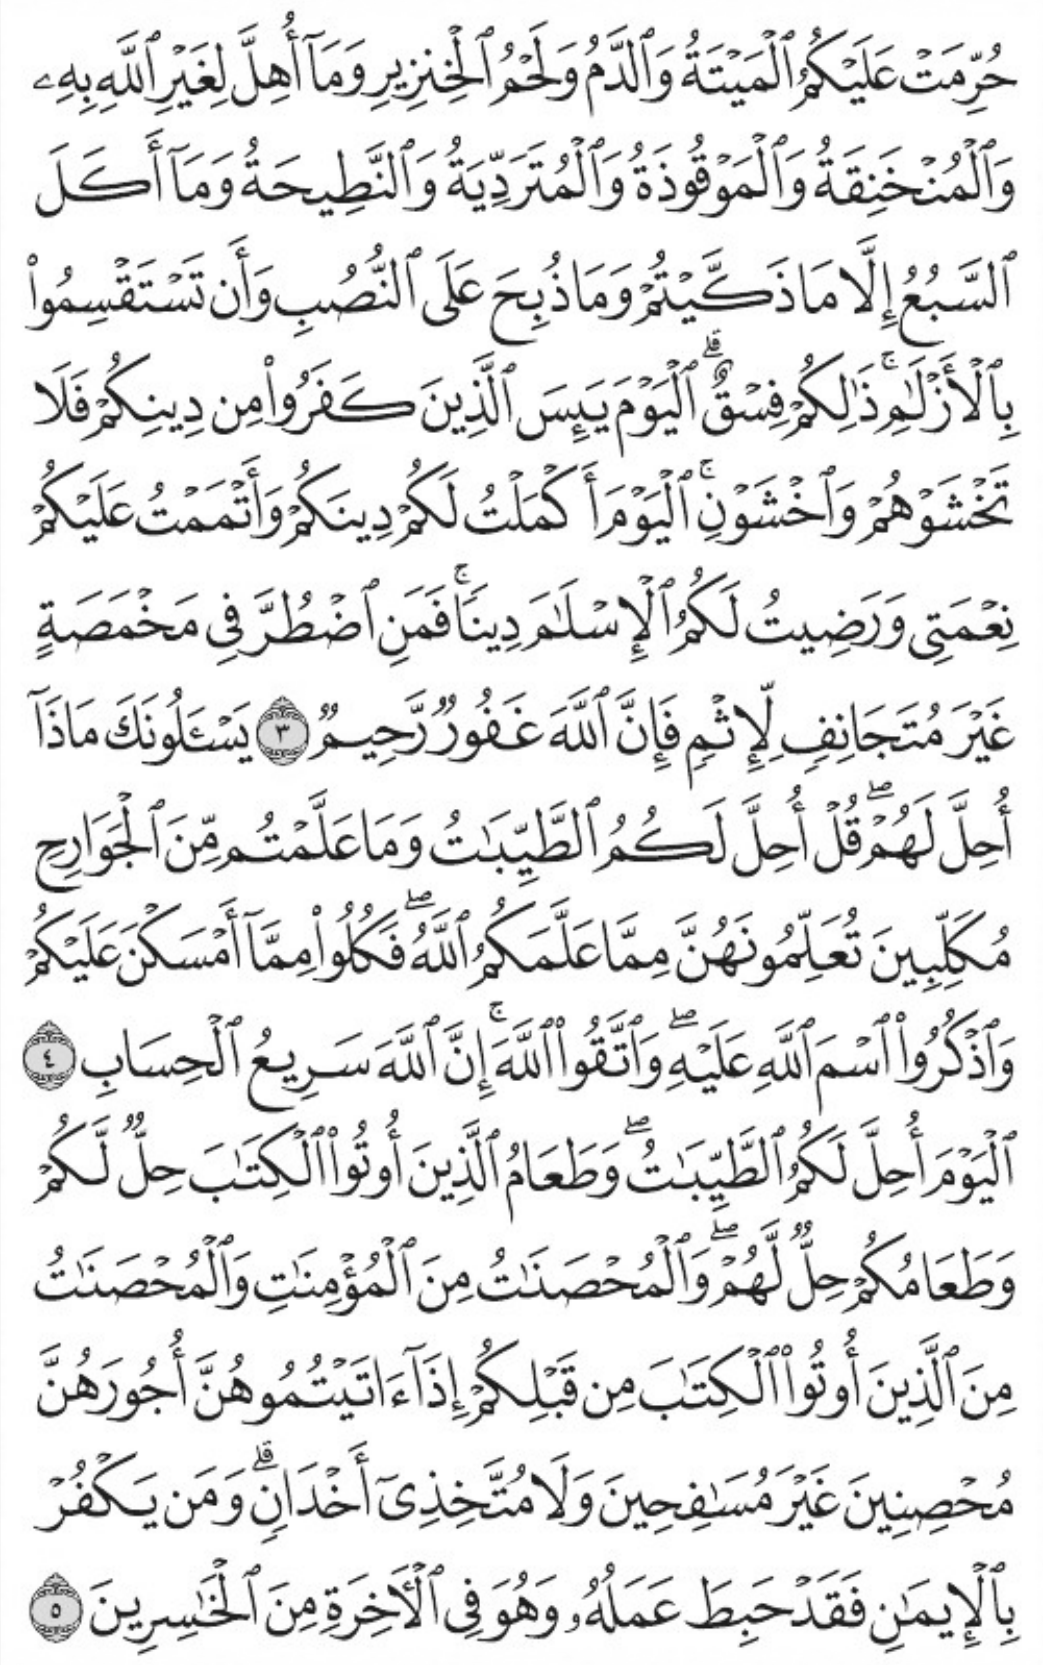 حُرِّمَتْ عَلَيْكُمُ ٱلْمَيْتَةُ وَٱلدَّمُ وَلَحْمُ ٱلْخِنزِيرِ وَمَآ أُهِلَّ لِغَيْرِ ٱللَّهِ بِهِۦ
وَٱلْمُنْخَنِقَةُ وَٱلْمَوْقُوذَةُ وَٱلْمُتَرَدِّيَةُ وَٱلنَّطِيحَةُ وَمَآ أَكَلَ
ٱلسَّبُعُ إِلَّا مَا ذَكَّيْتُمْ وَمَا ذُبِحَ عَلَى ٱلنُّصُبِ وَأَن تَسْتَقْسِمُوا۟
بِٱلْأَزْلَـٰمِ ۚ ذَٰلِكُمْ فِسْقٌ ۗ ٱلْيَوْمَ يَئِسَ ٱلَّذِينَ كَفَرُوا۟ مِن دِينِكُمْ فَلَا
تَخْشَوْهُمْ وَٱخْشَوْنِ ۚ ٱلْيَوْمَ أَكْمَلْتُ لَكُمْ دِينَكُمْ وَأَتْمَمْتُ عَلَيْكُمْ
نِعْمَتِى وَرَضِيتُ لَكُمُ ٱلْإِسْلَـٰمَ دِينًا ۚ فَمَنِ ٱضْطُرَّ فِى مَخْمَصَةٍ
غَيْرَ مُتَجَانِفٍ لِّإِثْمٍ فَإِنَّ ٱللَّهَ غَفُورٌ رَّحِيمٌ ٣ يَسْـَٔلُونَكَ مَاذَآ
أُحِلَّ لَهُمْ ۖ قُلْ أُحِلَّ لَكُمُ ٱلطَّيِّبَـٰتُ وَمَا عَلَّمْتُم مِّنَ ٱلْجَوَارِحِ
مُكَلِّبِينَ تُعَلِّمُونَهُنَّ مِمَّا عَلَّمَكُمُ ٱللَّهُ ۖ فَكُلُوا۟ مِمَّآ أَمْسَكْنَ عَلَيْكُمْ
وَٱذْكُرُوا۟ ٱسْمَ ٱللَّهِ عَلَيْهِ ۖ وَٱتَّقُوا۟ ٱللَّهَ ۚ إِنَّ ٱللَّهَ سَرِيعُ ٱلْحِسَابِ ٤
ٱلْيَوْمَ أُحِلَّ لَكُمُ ٱلطَّيِّبَـٰتُ ۖ وَطَعَامُ ٱلَّذِينَ أُوتُوا۟ ٱلْكِتَـٰبَ حِلٌّ لَّكُمْ
وَطَعَامُكُمْ حِلٌّ لَّهُمْ ۖ وَٱلْمُحْصَنَـٰتُ مِنَ ٱلْمُؤْمِنَـٰتِ وَٱلْمُحْصَنَـٰتُ
مِنَ ٱلَّذِينَ أُوتُوا۟ ٱلْكِتَـٰبَ مِن قَبْلِكُمْ إِذَآ ءَاتَيْتُمُوهُنَّ أُجُورَهُنَّ
مُحْصِنِينَ غَيْرَ مُسَـٰفِحِينَ وَلَا مُتَّخِذِىٓ أَخْدَانٍ ۗ وَمَن يَكْفُرْ
بِٱلْإِيمَـٰنِ فَقَدْ حَبِطَ عَمَلُهُۥ وَهُوَ فِى ٱلْـَٔاخِرَةِ مِنَ ٱلْخَـٰسِرِينَ ٥